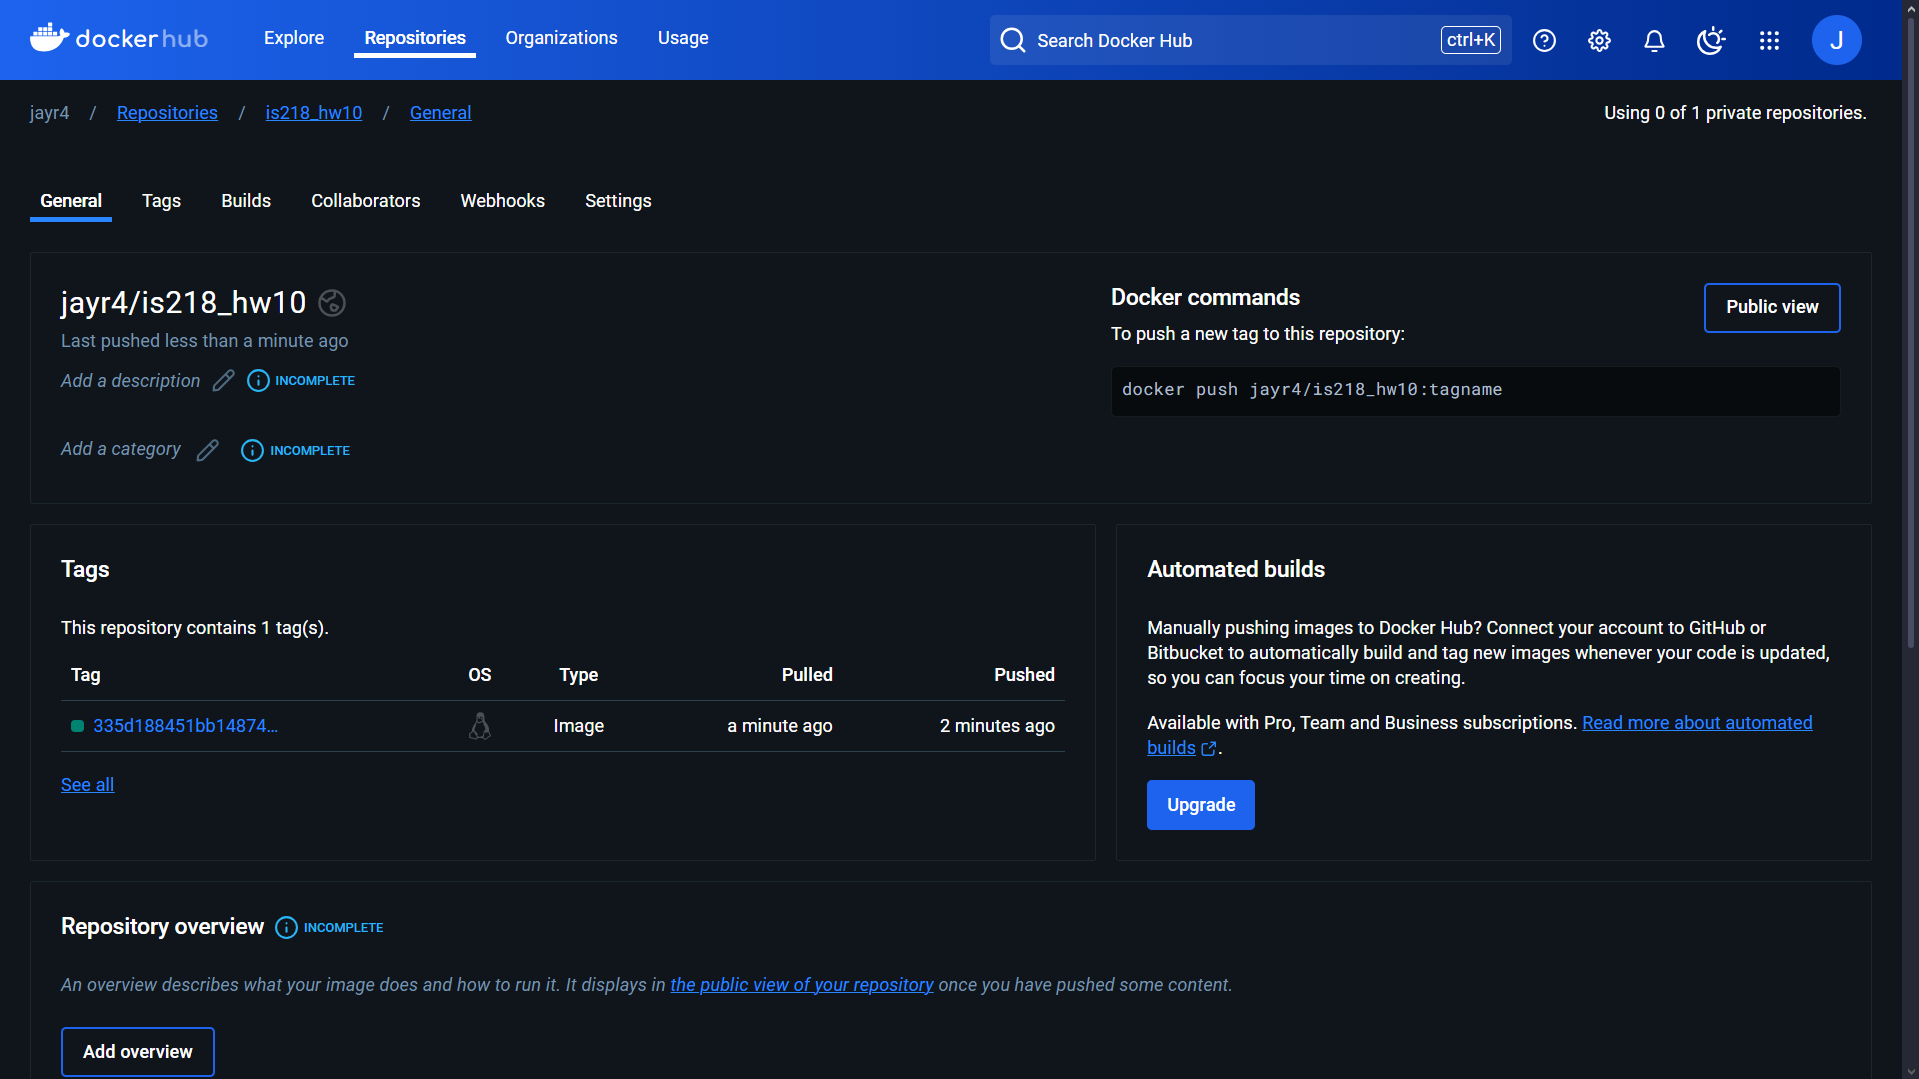 docker hub
Explore
Repositories
Organizations
Usage
Search Docker Hub
ctrl+K
J
jayr4 / Repositories / is218_hw10 / General
Using 0 of 1 private repositories.
General
Tags
Builds
Collaborators
Webhooks
Settings
jayr4/is218_hw10
Last pushed less than a minute ago
Add a description
INCOMPLETE
Add a category
INCOMPLETE
Docker commands
Public view
To push a new tag to this repository:
docker push jayr4/is218_hw10:tagname
Tags
This repository contains 1 tag(s).
Tag OS Type Pulled Pushed
335d188451bb14874... Image a minute ago 2 minutes ago
See all
Automated builds
Manually pushing images to Docker Hub? Connect your account to GitHub or
Bitbucket to automatically build and tag new images whenever your code is updated,
so you can focus your time on creating.
Available with Pro, Team and Business subscriptions. Read more about automated
builds .
Upgrade
Repository overview
INCOMPLETE
An overview describes what your image does and how to run it. It displays in the public view of your repository once you have pushed some content.
Add overview